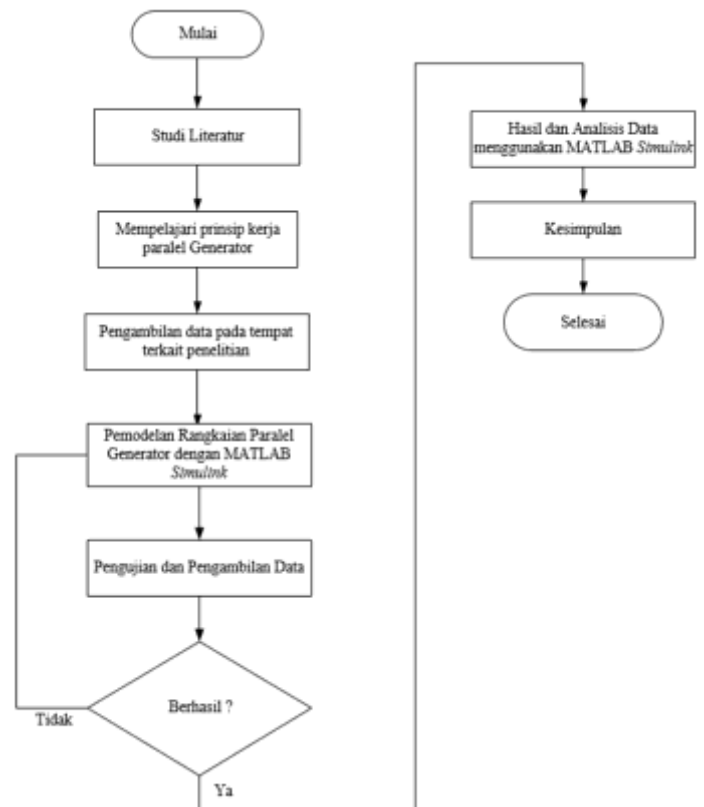 Mulai
Studi Literatur
Mempelajari prinsip kerja
paralel Generator
Pengambilan data pada tempat
terkait penelitian
Pemodelan Rangkaian Paralel
Generator dengan MATLAB
Simulink
Pengujian dan Pengambilan Data
Berhasil ?
Tidak
Ya
Hasil dan Analisis Data
menggunakan MATLAB Simulink
Kesimpulan
Selesai